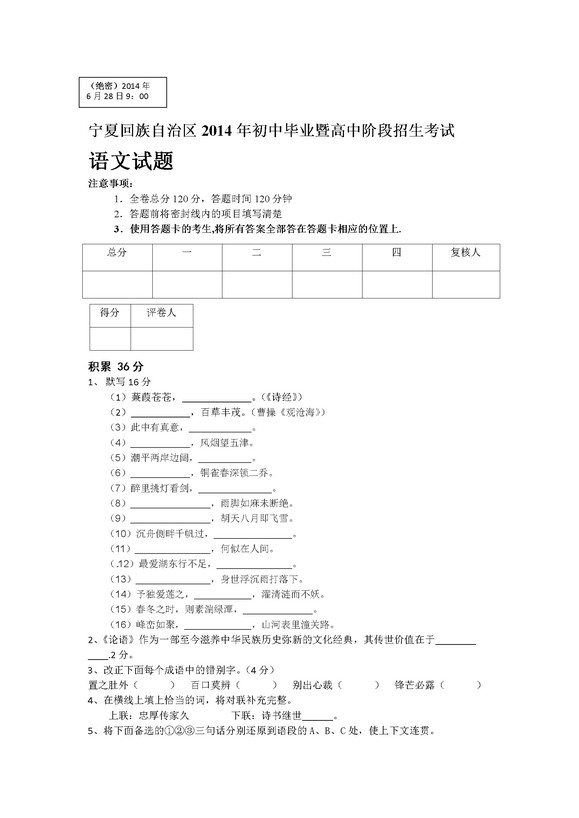 （绝密）2014 年
6 月 28 日 9：00
宁夏回族自治区 2014 年初中毕业暨高中阶段招生考试
语文试题
注意事项：
1．全卷总分 120 分，答题时间 120 分钟
2．答题前将密封线内的项目填写清楚
3．使用答题卡的考生,将所有答案全部答在答题卡相应的位置上.
总分 一 二 三 四 复核人
得分 评卷人
积累 36 分
1、 默写 16 分
（1）蒹葭苍苍，____________。（《诗经》）
（2）____________，百草丰茂。（曹操《观沧海》）
（3）此中有真意，____________。
（4）____________，风烟望五津。
（5）潮平两岸边阔，____________。
（6）____________，铜雀春深锁二乔。
（7）醉里挑灯看剑，____________。
（8）____________，雨脚如麻未断绝。
（9）____________，胡天八月即飞雪。
（10）沉舟侧畔千帆过，____________。
（11）____________，何似在人间。
（.12）最爱湖东行不足，____________。
（13）____________，身世浮沉雨打落下。
（14）予独爱莲之，____________，濯清涟而不妖。
（15）春冬之时，则素湍绿潭，____________。
（16）峰峦如聚，____________，山河表里潼关路。
2、《论语》作为一部至今滋养中华民族历史弥新的文化经典，其传世价值在于________
____.2 分。
3、改正下面每个成语中的错别字。（4 分）
置之肚外（ ） 百口莫辨（ ） 别出心裁（ ） 锋芒必露（ ）
4、在横线上填上恰当的词，将对联补充完整。
上联：忠厚传家久 下联：诗书继世______。
5、将下面备选的①②③三句话分别还原到语段的 A、B、C 处，使上下文连贯。